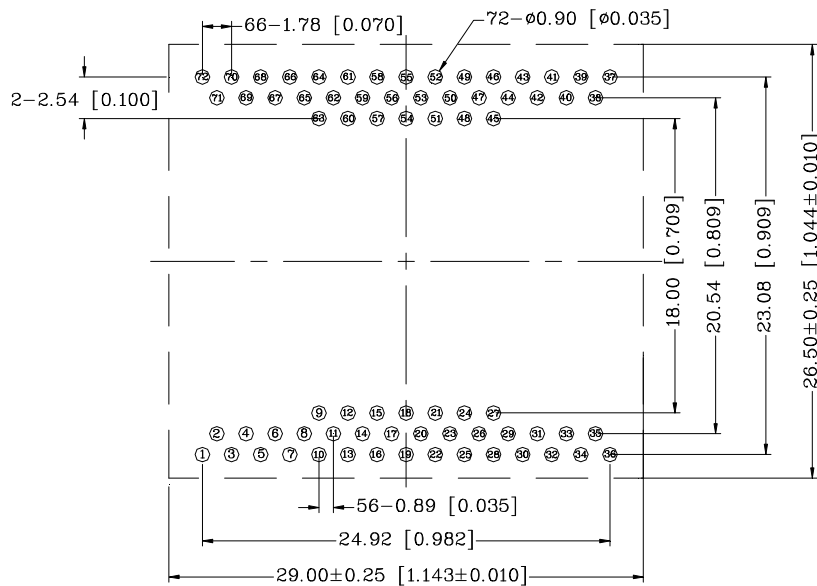 66-1.78 [0.070]
72-ø0.90 [ø0.035]
72 70 68 66 64 61 58 55 52 49 46 43 41 39 37
2-2.54 [0.100]
71 69 67 65 62 59 56 53 50 47 44 42 40 38
63 60 57 54 51 48 45
18.00 [0.709]
20.54 [0.809]
23.08 [0.909]
26.50±0.25 [1.044±0.010]
9 12 15 18 21 24 27
2 4 6 8 11 14 17 20 23 26 29 31 33 35
1 3 5 7 10 13 16 19 22 25 28 30 32 34 36
56-0.89 [0.035]
24.92 [0.982]
29.00±0.25 [1.143±0.010]